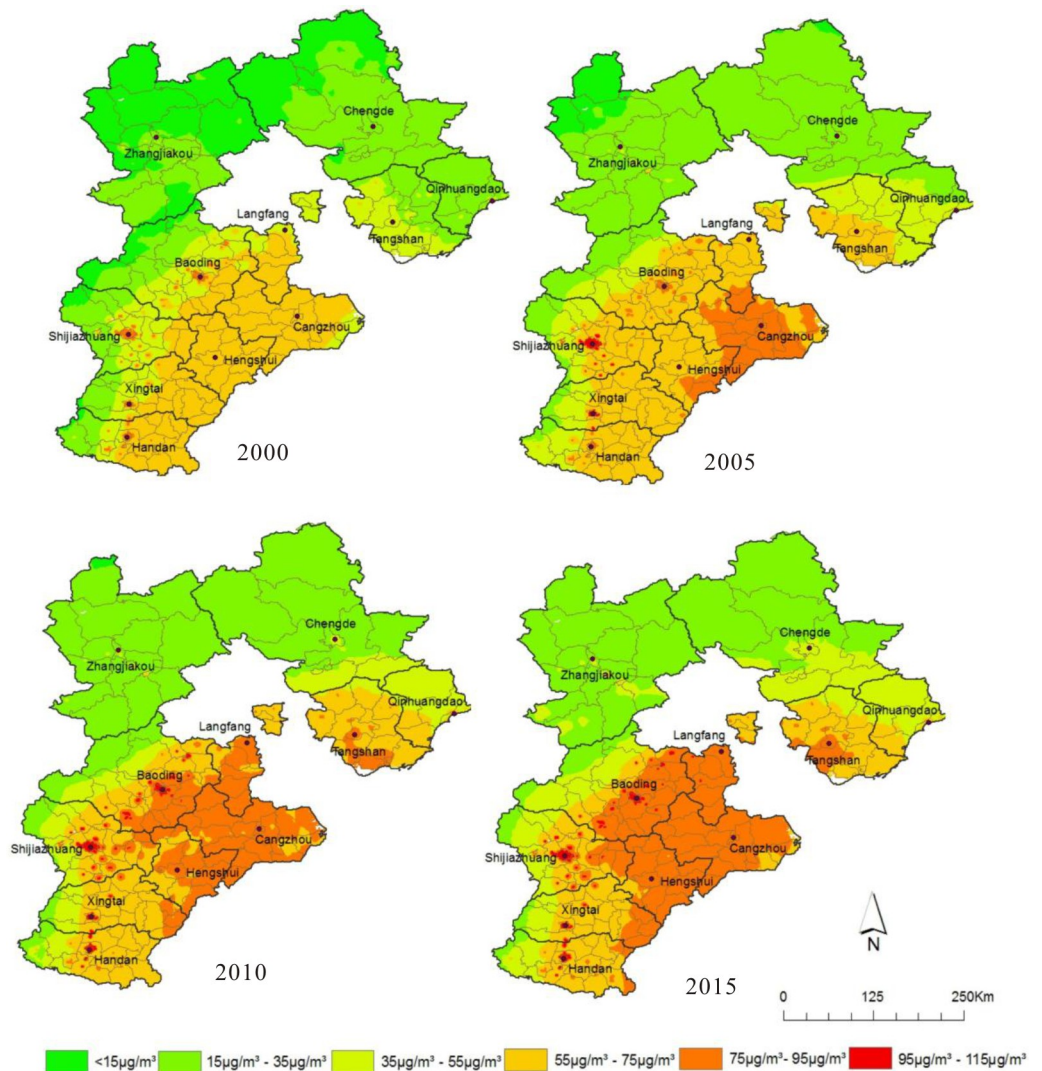 Chengde
Zhangjiakou
Qinhuangdao
Langfang
Tangshan
Baoding
Cangzhou
Shijiazhuang
Hengshui
Xingtai
Handan
2000
Chengde
Zhangjiakou
Qinhuangdao
Langfang
Tangshan
Baoding
Cangzhou
Shijiazhuang
Hengshui
Xingtai
Handan
2005
Chengde
Zhangjiakou
Qinhuangdao
Langfang
Tangshan
Baoding
Cangzhou
Shijiazhuang
Hengshui
Xingtai
Handan
2010
Chengde
Zhangjiakou
Qinhuangdao
Langfang
Tangshan
Baoding
Cangzhou
Shijiazhuang
Hengshui
Xingtai
Handan
2015
N
0 125 250Km
<15µg/m³ 15µg/m³ - 35µg/m³ 35µg/m³ - 55µg/m³ 55µg/m³ - 75µg/m³ 75µg/m³- 95µg/m³ 95µg/m³ - 115µg/m³